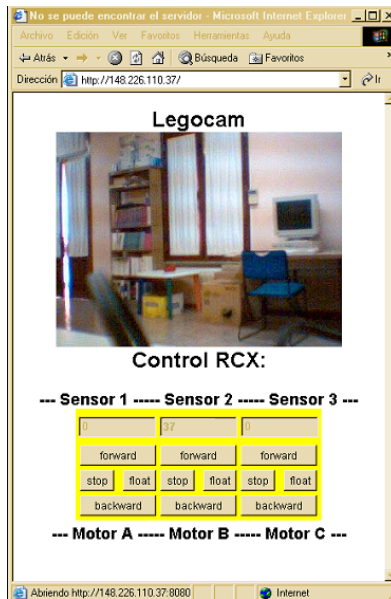 No se puede encontrar el servidor - Microsoft Internet Explorer
Archivo Edición Ver Favoritos Herramientas Ayuda
Atrás Búsqueda Favoritos
Dirección http://148.226.110.37/ Ir
Legocam
Control RCX:
--- Sensor 1 ----- Sensor 2 ----- Sensor 3 ---
0 37 0
forward forward forward
stop float stop float stop float
backward backward backward
--- Motor A ----- Motor B ----- Motor C ---
Abriendo http://148.226.110.37:8080 Internet